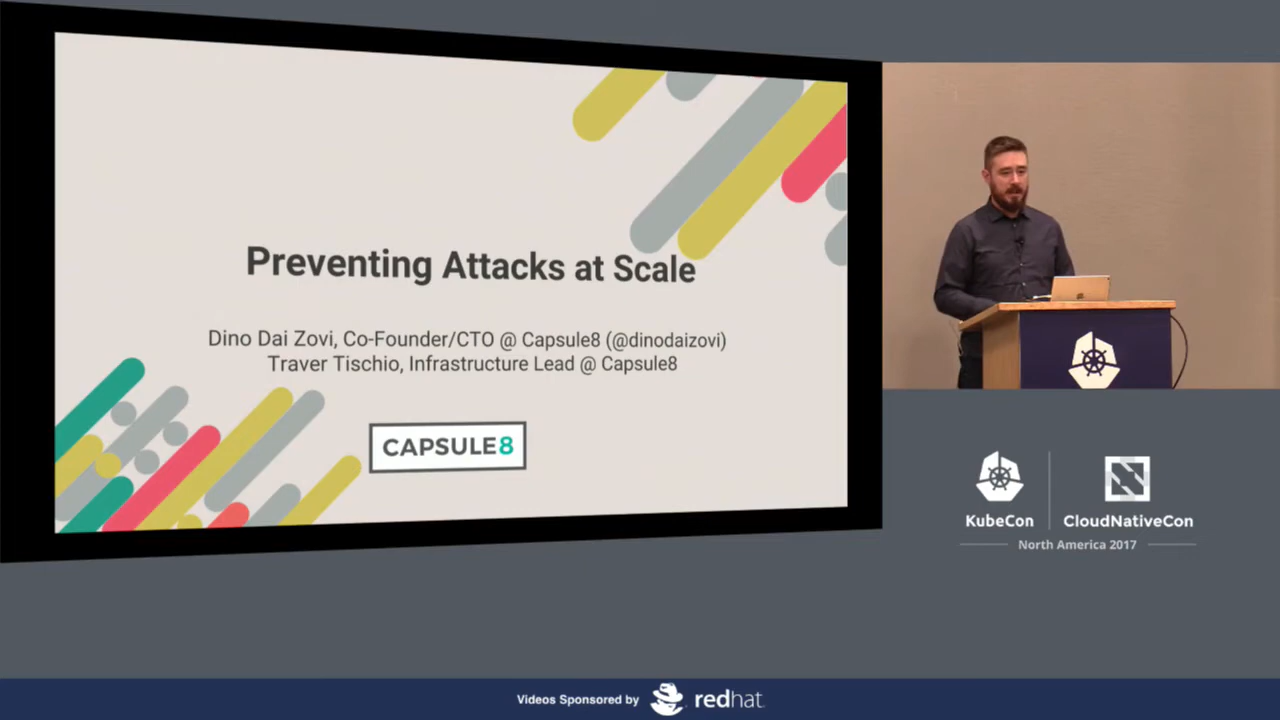 Preventing Attacks at Scale
Dino Dai Zovi, Co-Founder/CTO @ Capsule8 (@dinodaizovi)
Traver Tischio, Infrastructure Lead @ Capsule8
CAPSULE8
KubeCon
CloudNativeCon
North America 2017
Videos Sponsored by
redhat.